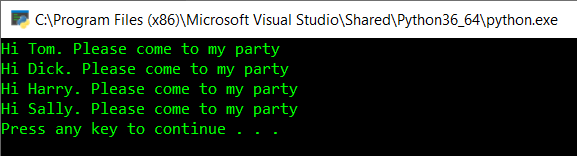 C:\Program Files (x86)\Microsoft Visual Studio\Shared\Python36_64\python.exe
Hi Tom. Please come to my party
Hi Dick. Please come to my party
Hi Harry. Please come to my party
Hi Sally. Please come to my party
Press any key to continue . . .